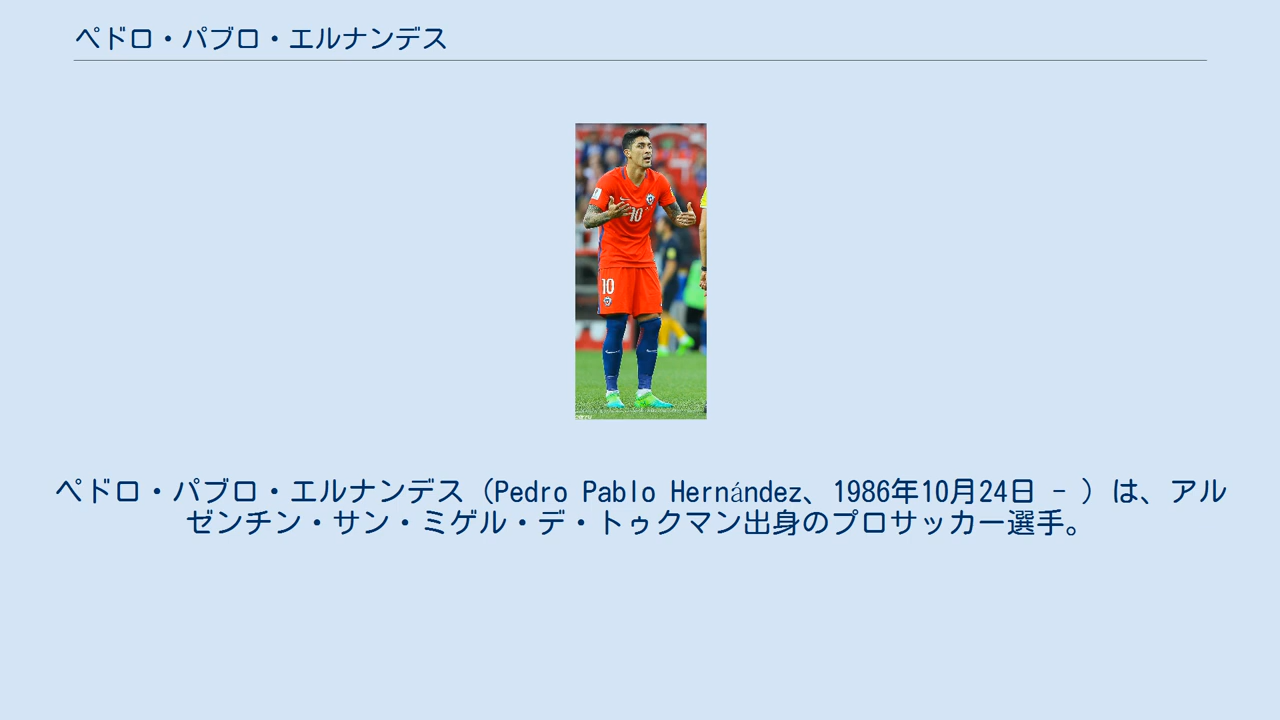 ペドロ・パブロ・エルナンデス
10
10
ペドロ・パブロ・エルナンデス（Pedro Pablo Hernández、1986年10月24日 - ）は、アル
ゼンチン・サン・ミゲル・デ・トゥクマン出身のプロサッカー選手。